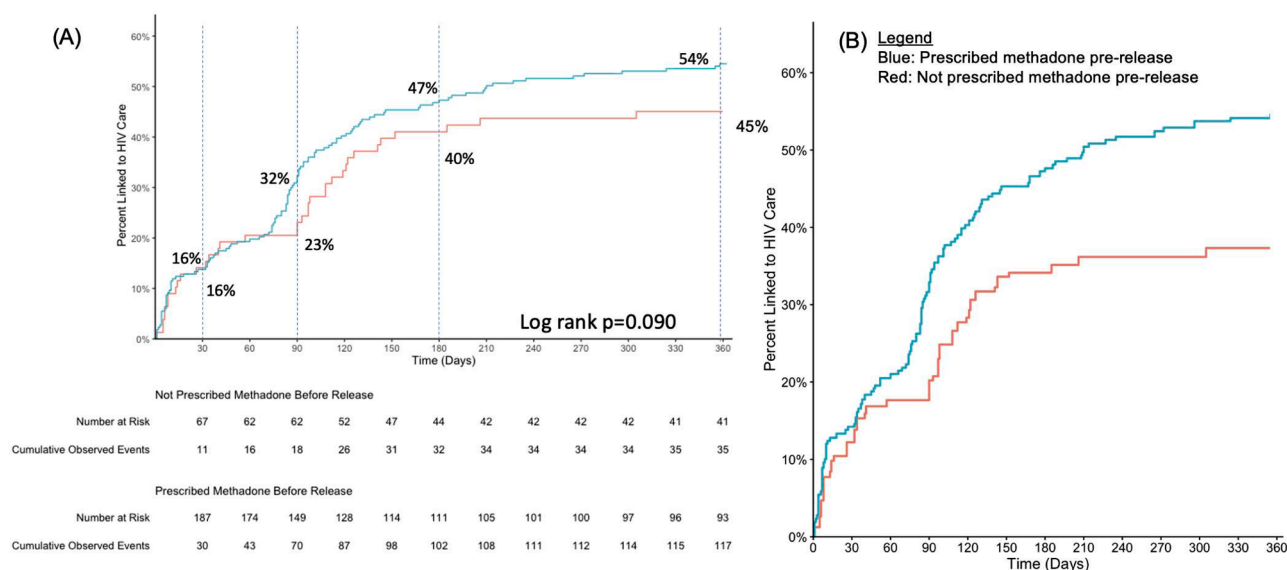 (A)
Percent Linked to HIV Care
60%
50%
40%
30%
20%
10%
0%
16%
16%
32%
23%
47%
40%
54%
45%
Log rank p=0.090
30 60 90 120 150 180 210 240 270 300 330 360
Time (Days)
Not Prescribed Methadone Before Release
Number at Risk 67 62 62 52 47 44 42 42 42 42 41 41
Cumulative Observed Events 11 16 18 26 31 32 34 34 34 34 35 35
Prescribed Methadone Before Release
Number at Risk 187 174 149 128 114 111 105 101 100 97 96 93
Cumulative Observed Events 30 43 70 87 98 102 108 111 112 114 115 117
(B)
Legend
Blue: Prescribed methadone pre-release
Red: Not prescribed methadone pre-release
Percent Linked to HIV Care
60%
50%
40%
30%
20%
10%
0%
0 30 60 90 120 150 180 210 240 270 300 330 360
Time (Days)